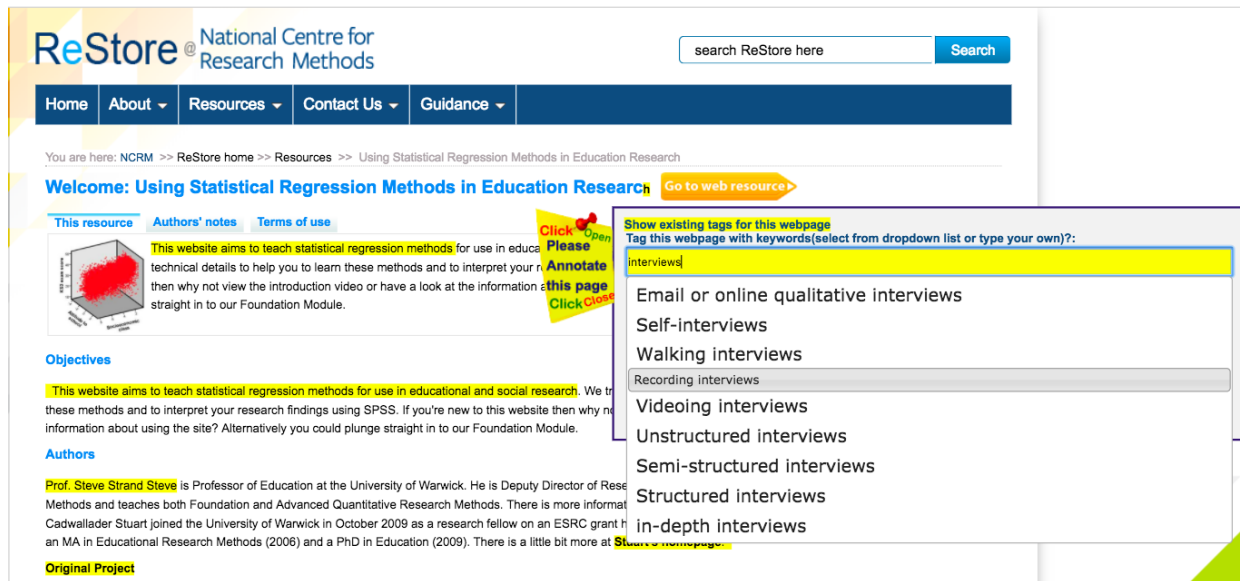 ReStore @ National Centre for
Research Methods
search ReStore here
Search
Home
About
Resources
Contact Us
Guidance
You are here: NCRM >> ReStore home >> Resources >> Using Statistical Regression Methods in Education Research
Welcome: Using Statistical Regression Methods in Education Research
Go to web resource
This resource
Authors' notes
Terms of use
This website aims to teach statistical regression methods for use in educa
technical details to help you to learn these methods and to interpret your r
then why not view the introduction video or have a look at the information a
straight in to our Foundation Module.
Click Open
Please
Annotate
this page
Click Close
Show existing tags for this webpage
Tag this webpage with keywords(select from dropdown list or type your own)?:
interviews
Email or online qualitative interviews
Self-interviews
Walking interviews
Recording interviews
Videoing interviews
Unstructured interviews
Semi-structured interviews
Structured interviews
in-depth interviews
Objectives
This website aims to teach statistical regression methods for use in educational and social research. We tr
these methods and to interpret your research findings using SPSS. If you're new to this website then why no
information about using the site? Alternatively you could plunge straight in to our Foundation Module.
Authors
Prof. Steve Strand Steve is Professor of Education at the University of Warwick. He is Deputy Director of Rese
Methods and teaches both Foundation and Advanced Quantitative Research Methods. There is more informat
Cadwallader Stuart joined the University of Warwick in October 2009 as a research fellow on an ESRC grant h
an MA in Educational Research Methods (2006) and a PhD in Education (2009). There is a little bit more at Stuart's homepage.
Original Project